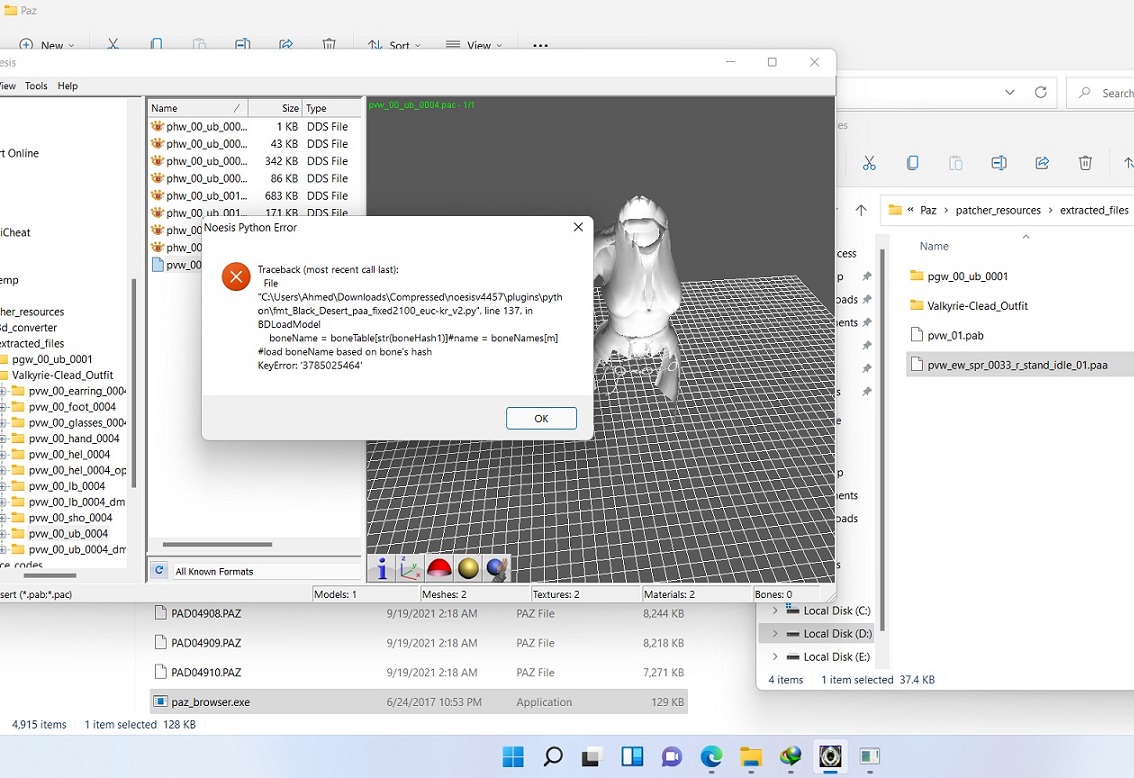 Paz
New
Sort
View
...
esis
iew Tools Help
Name / Size Type
phw_00_ub_000... 1 KB DDS File
phw_00_ub_000... 43 KB DDS File
phw_00_ub_000... 342 KB DDS File
phw_00_ub_000... 86 KB DDS File
phw_00_ub_001... 683 KB DDS File
phw_00_ub_001... 171 KB DDS File
phw_00
phw_00
pvw_00
pvw_00_ub_0004.pac - 1/1
rt Online
iCheat
emp
her_resources
d_converter
extracted_files
pgw_00_ub_0001
Valkyrie-Clead_Outfit
pvw_00_earring_0004
pvw_00_foot_0004
pvw_00_glasses_0004
pvw_00_hand_0004
pvw_00_hel_0004
pvw_00_hel_0004_op
pvw_00_lb_0004
pvw_00_lb_0004_dm
pvw_00_sho_0004
pvw_00_ub_0004
pvw_00_ub_0004_dm
ce_codes
Noesis Python Error
Traceback (most recent call last):
File
"C:\Users\Ahmed\Downloads\Compressed\noesisv4457\plugins\pyth
on\fmt_Black_Desert_paa_fixed2100_euc-kr_v2.py", line 137, in
BDLoadModel
boneName = boneTable[str(boneHash1)]#name = boneNames[m]
#load boneName based on bone's hash
KeyError: '3785025464'
OK
All Known Formats
sert (*.pab;*.pac)
Models: 1 Meshes: 2 Textures: 2 Materials: 2 Bones: 0
PAD04908.PAZ 9/19/2021 2:18 AM PAZ File 8,244 KB
PAD04909.PAZ 9/19/2021 2:18 AM PAZ File 8,218 KB
PAD04910.PAZ 9/19/2021 2:18 AM PAZ File 7,271 KB
paz_browser.exe 6/24/2017 10:53 PM Application 129 KB
4,915 items 1 item selected 128 KB
Search
es
« Paz › patcher_resources › extracted_files
Name
pgw_00_ub_0001
Valkyrie-Clead_Outfit
pvw_01.pab
pvw_ew_spr_0033_r_stand_idle_01.paa
cess
p
oads
ents
s
e
p
ents
oads
s
Local Disk (C:)
Local Disk (D:)
Local Disk (E:)
4 items 1 item selected 37.4 KB